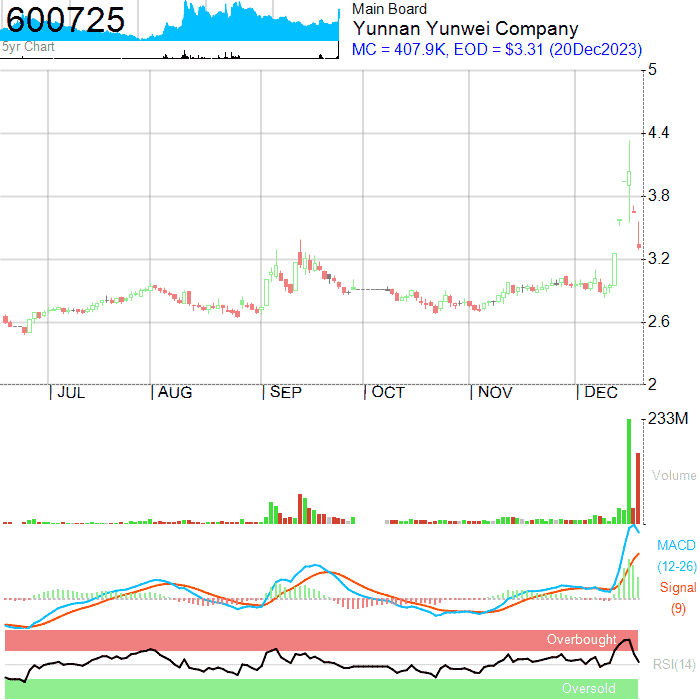 600725
5yr Chart
Main Board
Yunnan Yunwei Company
MC = 407.9K, EOD = $3.31 (20Dec2023)
5
4.4
3.8
3.2
2.6
2
JUL
AUG
SEP
OCT
NOV
DEC
233M
Volume
MACD
(12-26)
Signal
(9)
Overbought
RSI(14)
Oversold